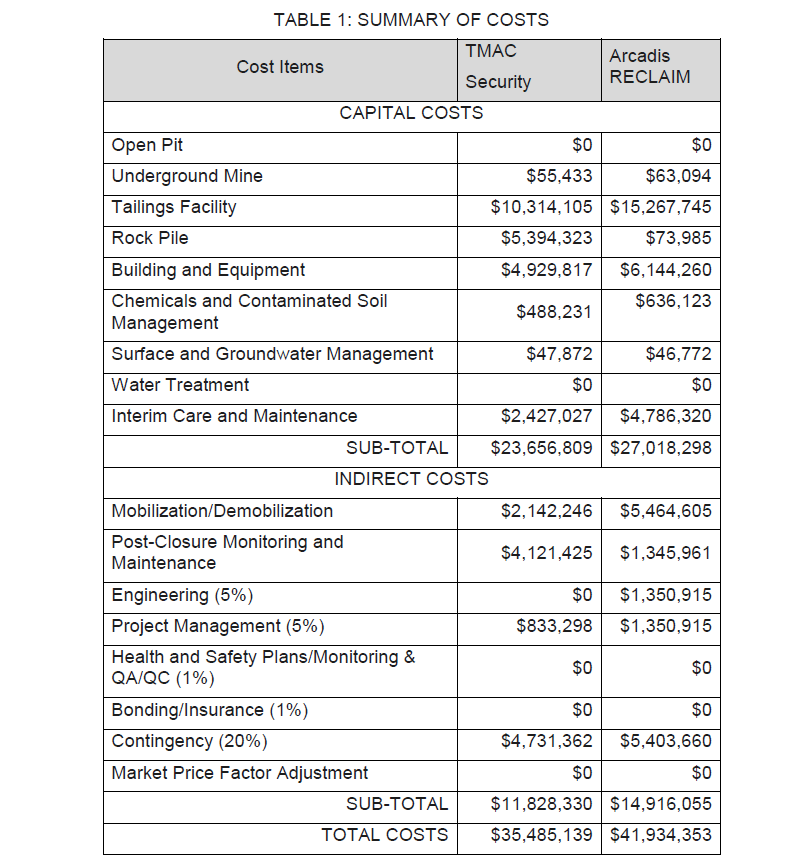 TABLE 1: SUMMARY OF COSTS
Cost Items TMAC Security Arcadis RECLAIM
CAPITAL COSTS
Open Pit $0 $0
Underground Mine $55,433 $63,094
Tailings Facility $10,314,105 $15,267,745
Rock Pile $5,394,323 $73,985
Building and Equipment $4,929,817 $6,144,260
Chemicals and Contaminated Soil Management $488,231 $636,123
Surface and Groundwater Management $47,872 $46,772
Water Treatment $0 $0
Interim Care and Maintenance $2,427,027 $4,786,320
SUB-TOTAL $23,656,809 $27,018,298
INDIRECT COSTS
Mobilization/Demobilization $2,142,246 $5,464,605
Post-Closure Monitoring and Maintenance $4,121,425 $1,345,961
Engineering (5%) $0 $1,350,915
Project Management (5%) $833,298 $1,350,915
Health and Safety Plans/Monitoring & QA/QC (1%) $0 $0
Bonding/Insurance (1%) $0 $0
Contingency (20%) $4,731,362 $5,403,660
Market Price Factor Adjustment $0 $0
SUB-TOTAL $11,828,330 $14,916,055
TOTAL COSTS $35,485,139 $41,934,353